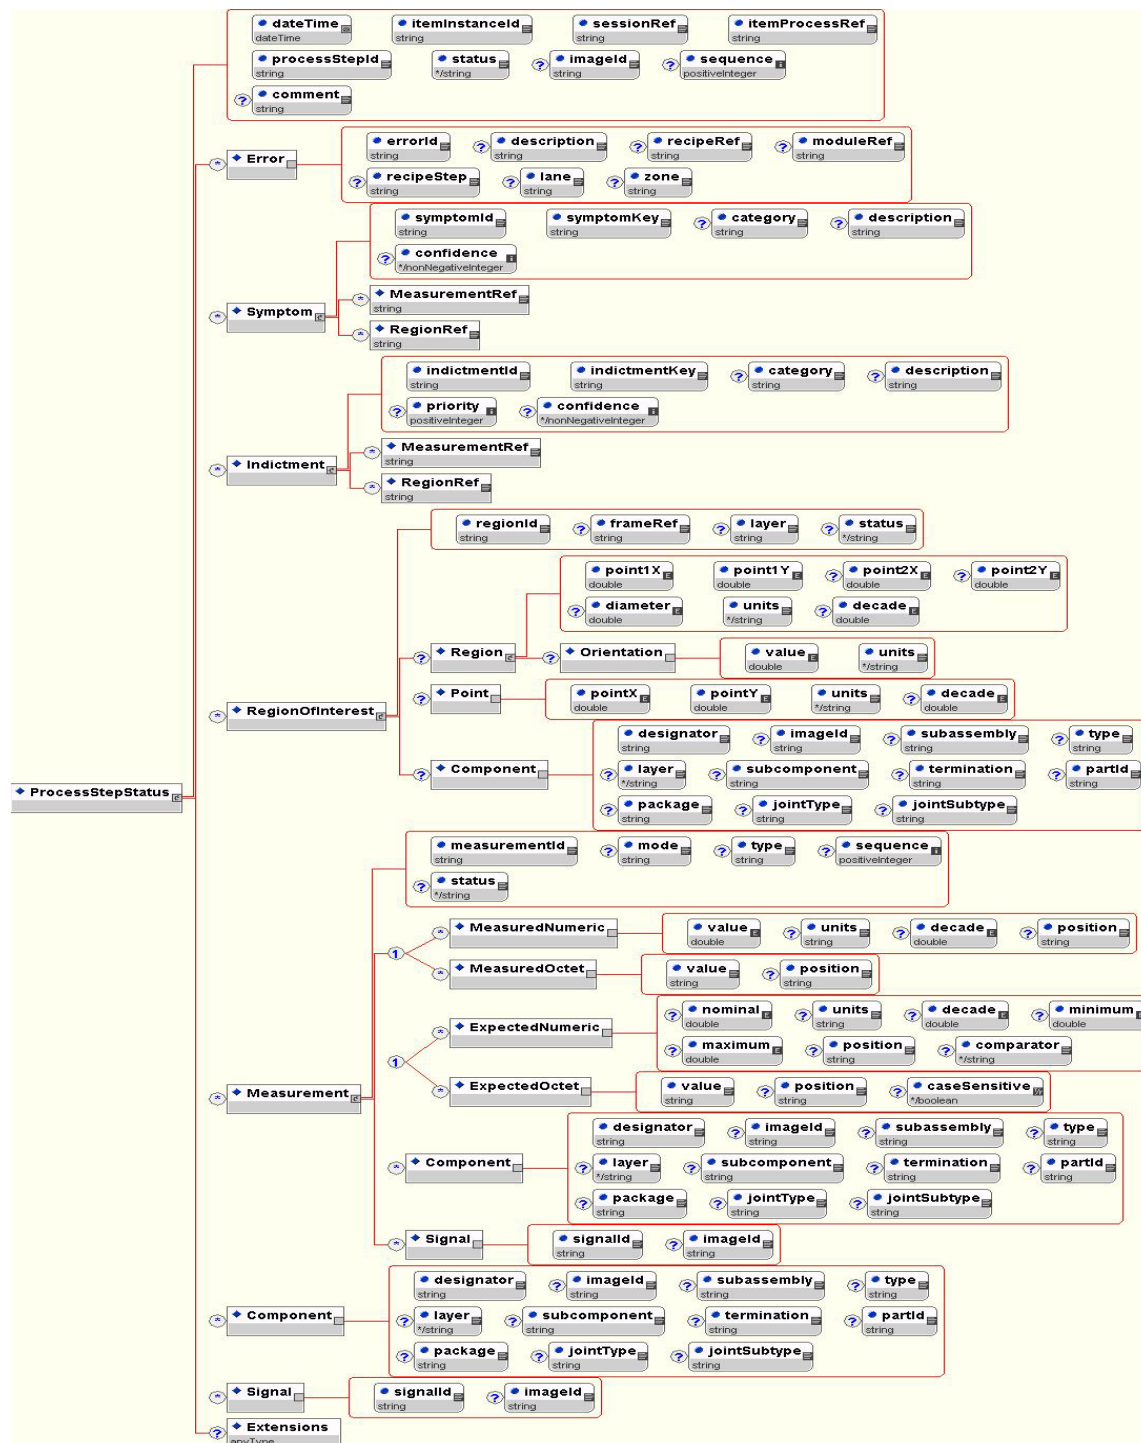 dateTime itemInstanceId sessionRef itemProcessRef
dateTime string string string
processStepId status ? imageId ? sequence
string */string string positiveInteger
? comment
string
* Error
errorId ? description ? recipeRef ? moduleRef
string string string string
? recipeStep ? lane ? zone
string string string
symptomId symptomKey ? category ? description
string string string string
? confidence
*/nonNegativeInteger
* MeasurementRef
string
* Symptom
* RegionRef
string
indictmentId indictmentKey ? category ? description
string string string string
? priority ? confidence
positiveInteger */nonNegativeInteger
* MeasurementRef
string
* Indictment
* RegionRef
string
regionId ? frameRef ? layer ? status
string string string */string
point1X point1Y ? point2X ? point2Y
double double double double
? diameter units ? decade
double */string double
? Region ? Orientation value units
double */string
? Point pointX pointY units ? decade
double double */string double
* RegionOfInterest
designator ? imageId ? subassembly ? type
string string string string
? Component
? layer ? subcomponent ? termination ? partId
*/string string string string
? package ? jointType ? jointSubtype
string string string
ProcessStepStatus
measurementId ? mode ? type ? sequence
string string string positiveInteger
? status
*/string
* MeasuredNumeric value ? units ? decade ? position
double string double string
1
* MeasuredOctet value ? position
string string
* ExpectedNumeric
? nominal ? units ? decade ? minimum
double string double double
? maximum ? position ? comparator
double string */string
1
* ExpectedOctet value ? position ? caseSensitive
string string */boolean
* Measurement
designator ? imageId ? subassembly ? type
string string string string
* Component
? layer ? subcomponent ? termination ? partId
*/string string string string
? package ? jointType ? jointSubtype
string string string
* Signal signalId ? imageId
string string
designator ? imageId ? subassembly ? type
string string string string
* Component
? layer ? subcomponent ? termination ? partId
*/string string string string
? package ? jointType ? jointSubtype
string string string
* Signal signalId ? imageId
string string
? Extensions
anyType